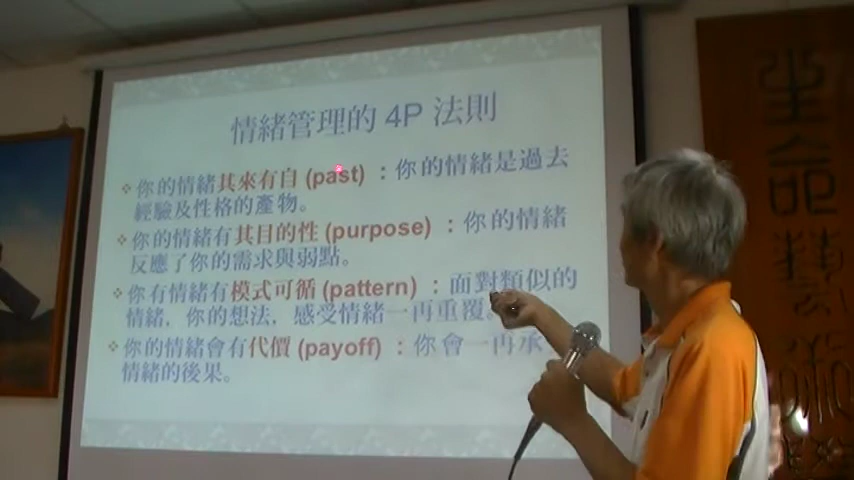 情緒管理的 4P 法則
你的情緒其來有自 (past) ：你的情緒是過去
經驗及性格的產物。
你的情緒有其目的性 (purpose) ：你的情緒
反應了你的需求與弱點。
你有情緒有模式可循 (pattern) ：面對類似的
情緒，你的想法，感受情緒一再重覆。
你的情緒會有代價 (payoff) ：你會一再承
情緒的後果。
生命藝術